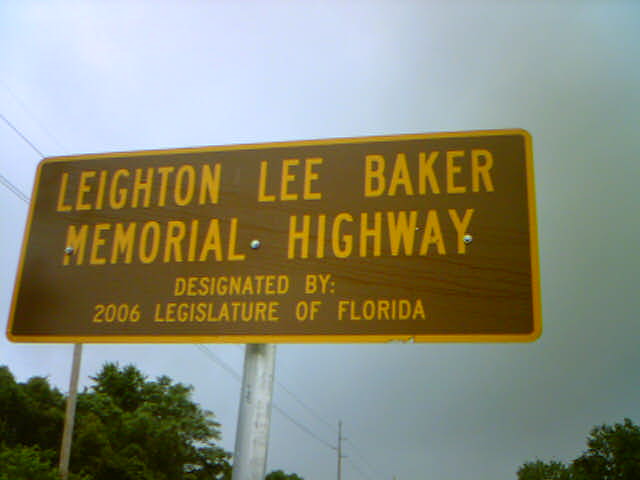 LEIGHTON LEE BAKER
MEMORIAL HIGHWAY
DESIGNATED BY:
2006 LEGISLATURE OF FLORIDA